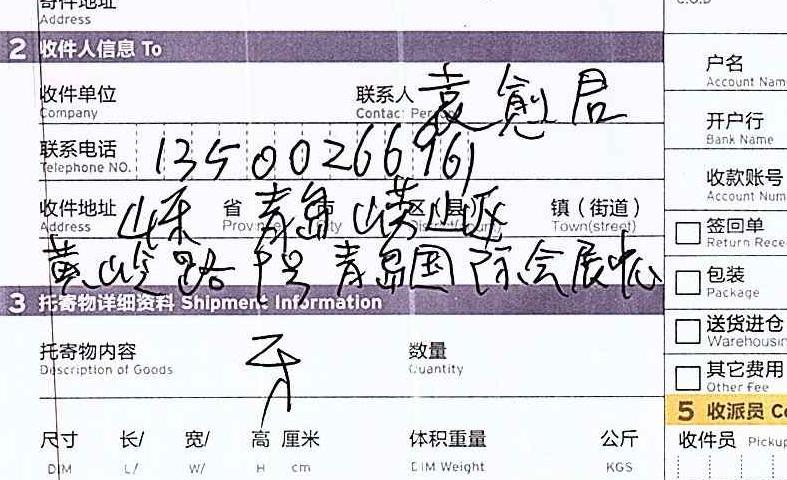 寄件地址
Address
C.O.D
2 收件人信息 To
收件单位
Company
联系人 袁愈君
Contact Person
联系电话 13500266961
Telephone NO.
收件地址 山东 省 青岛 市 崂山区 区/县 镇（街道）
Province City Town(street)
黄岭路1号青岛国际会展中心
3 托寄物详细资料 Shipment Information
托寄物内容
Description of Goods
数量
Quantity
尺寸 长/ 宽/ 高 厘米 体积重量 公斤
DIM L/ W/ H cm DIM Weight KGS
户名
Account Nam
开户行
Bank Name
收款账号
Account Num
签回单
Return Rece
包装
Package
送货进仓
Warehousin
其它费用
Other Fee
5 收派员 Co
收件员 Pickup